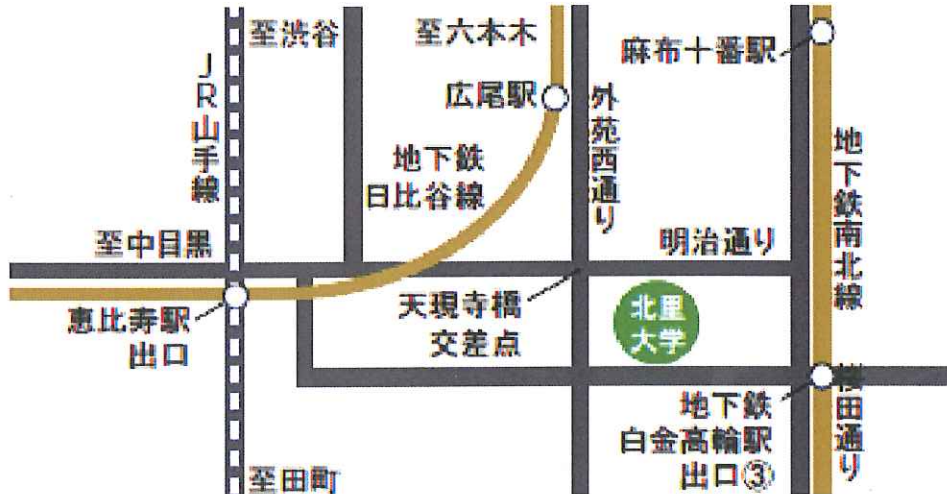 至渋谷
至六本木
麻布十番駅
JR山手線
広尾駅
外苑西通り
地下鉄
日比谷線
地下鉄南北線
至中目黒
明治通り
恵比寿駅
出口
天現寺橋
交差点
北里
大学
地下鉄
白金高輪駅
出口③
桜田通り
至田町